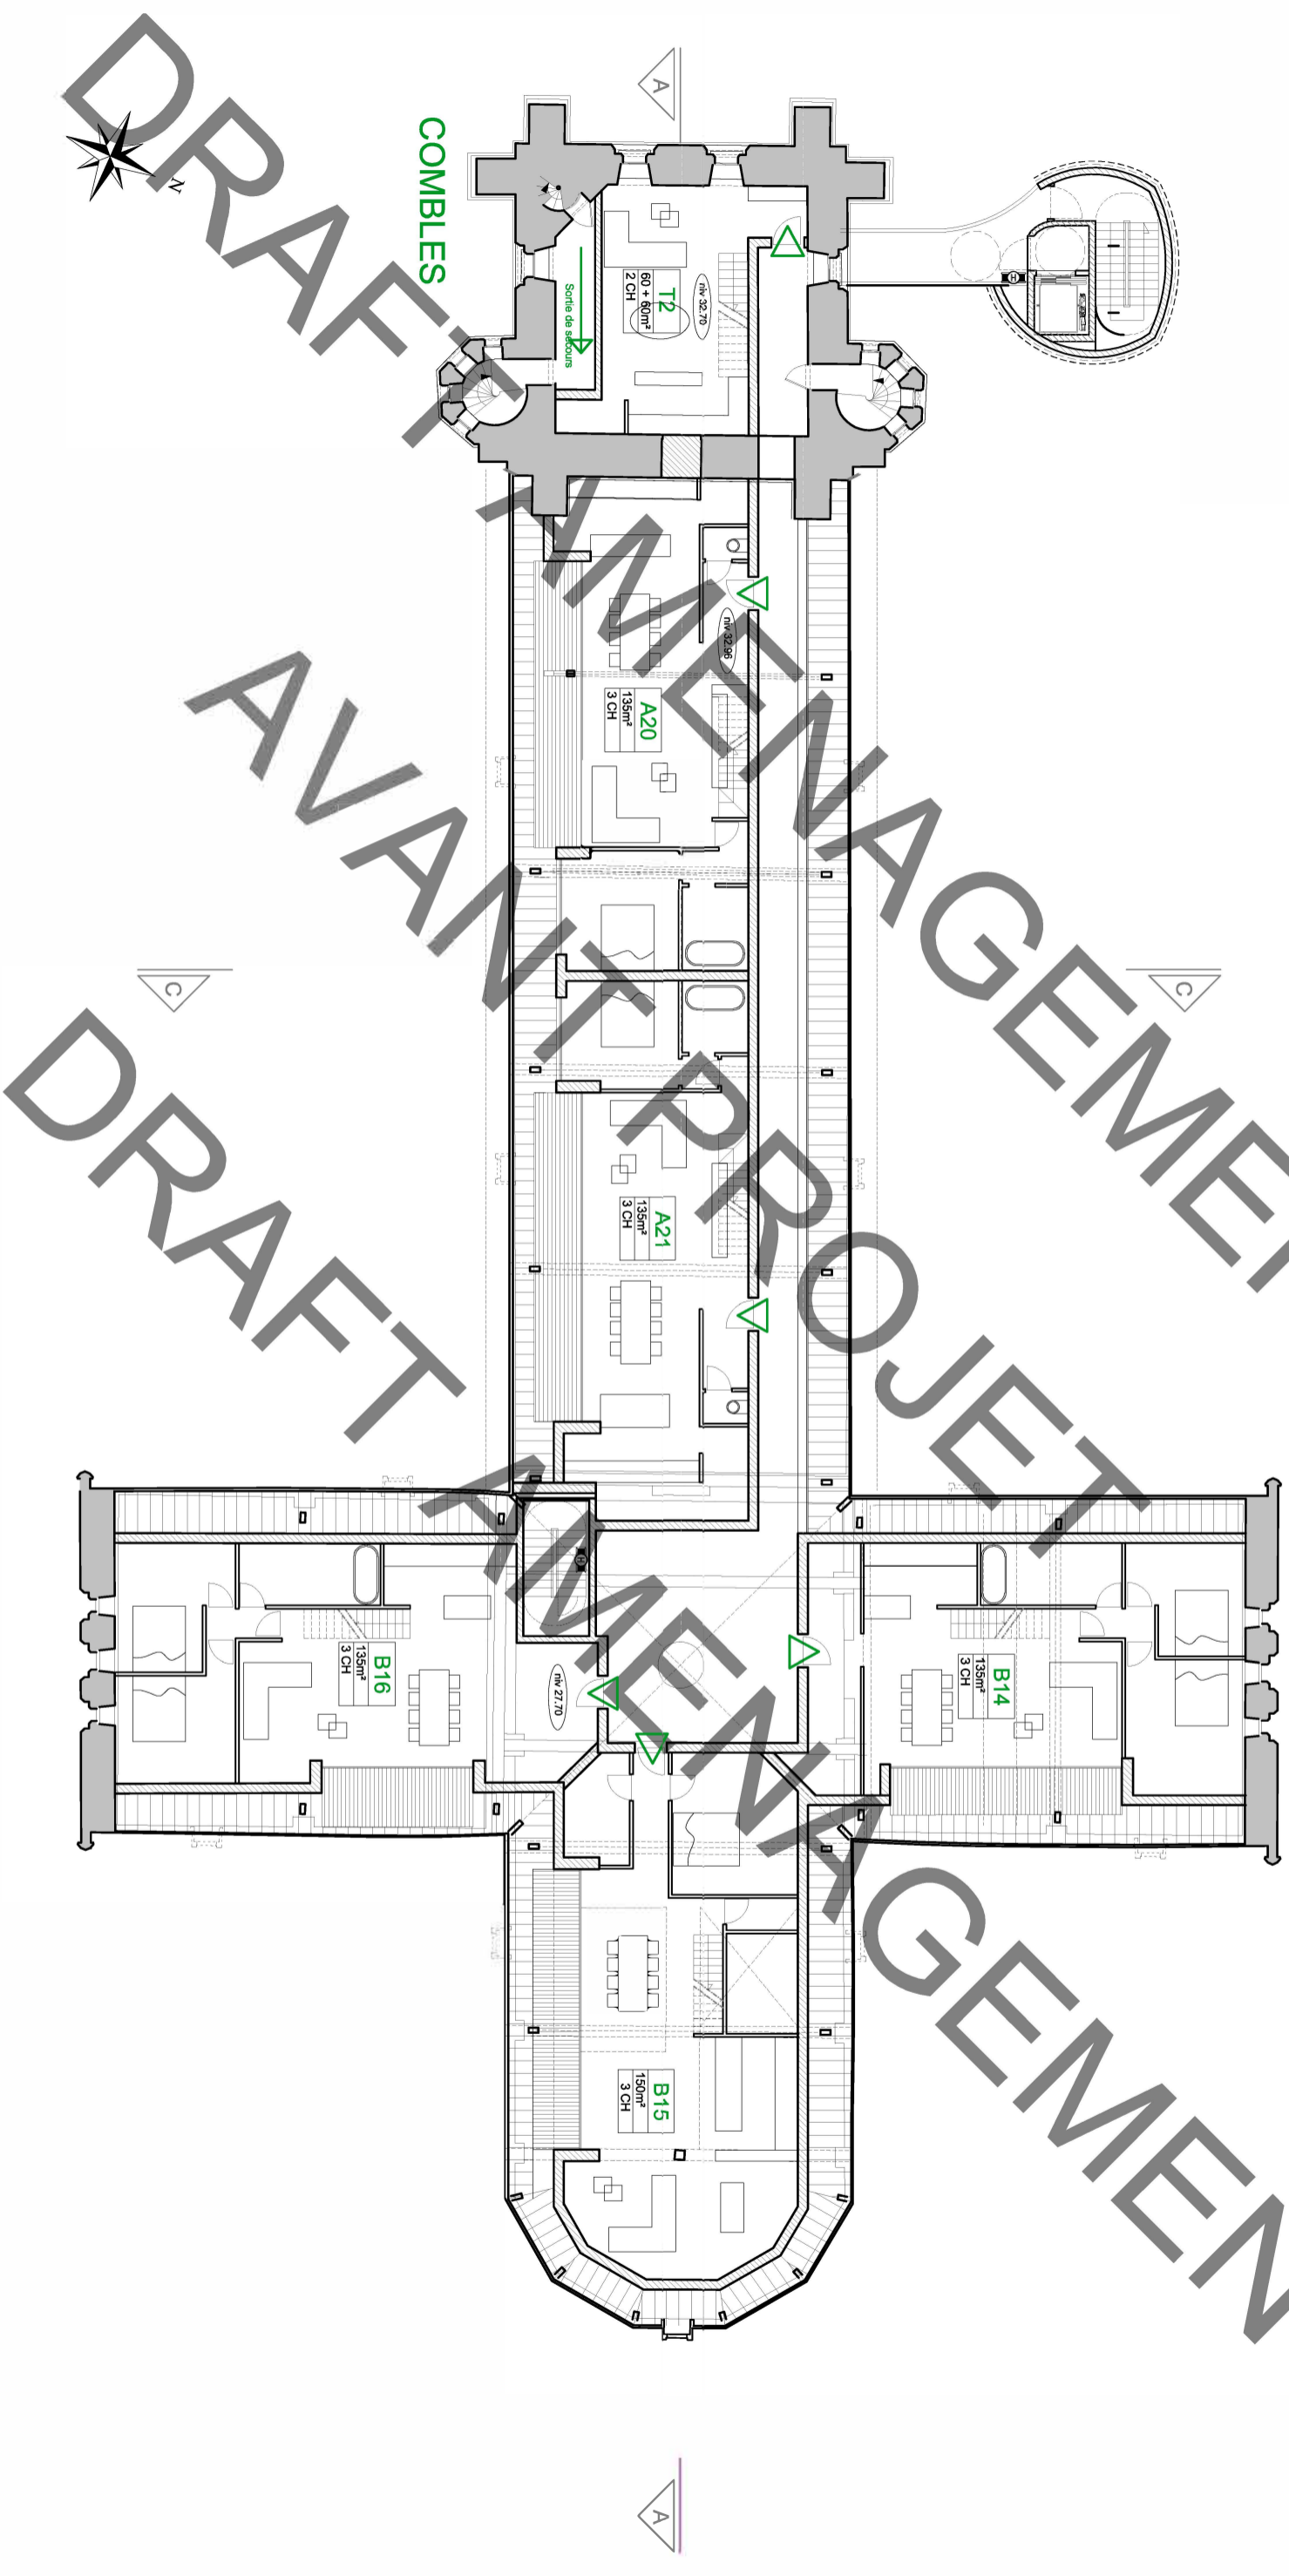 COMBLES
N
A
DRAFT AMENAGEMEN
AVANT PROJET
DRAFT AMENAGEMEN
Sortie de secours
T2
60 + 60m²
2 CH
niv 32.70
H
A20
135m²
3 CH
niv 32.96
C
C
A21
135m²
3 CH
H
B16
135m²
3 CH
niv 27.70
B14
135m²
3 CH
B15
150m²
3 CH
A